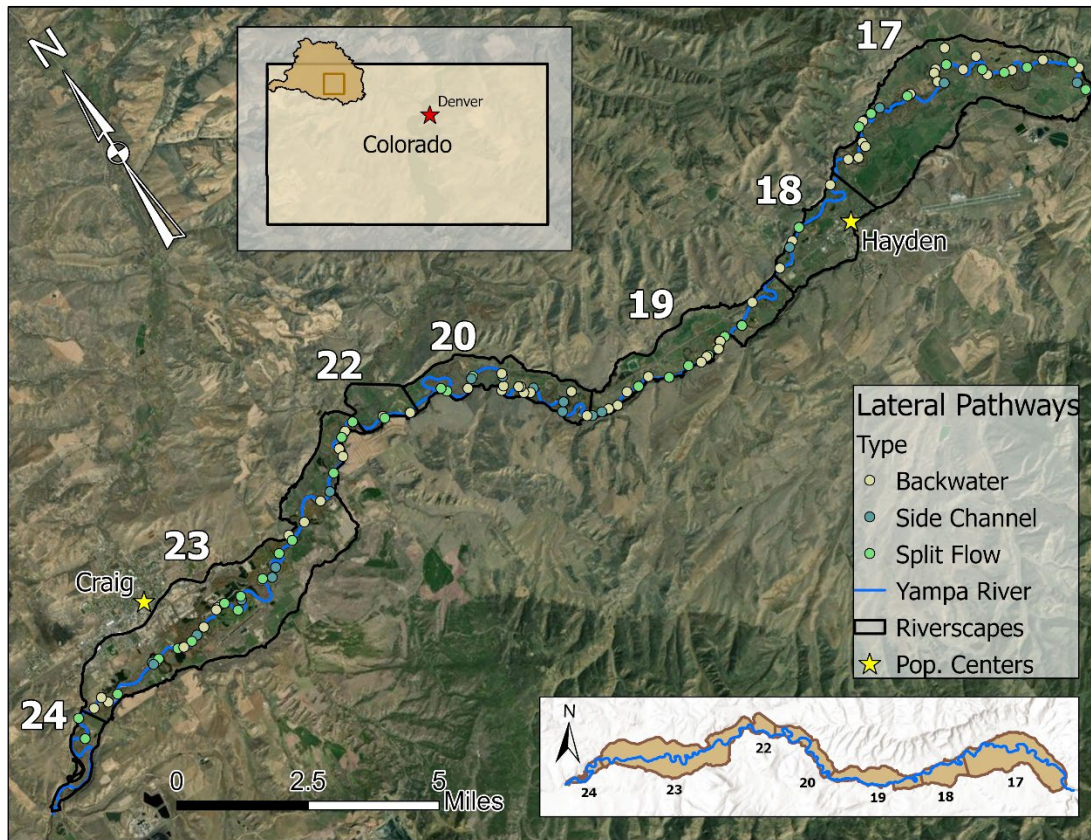 N
17
Denver
Colorado
18
Hayden
19
20
22
23
Craig
24
Lateral Pathways
Type
Backwater
Side Channel
Split Flow
Yampa River
Riverscapes
Pop. Centers
0 2.5 5
Miles
N
22
24 23 20 19 18 17